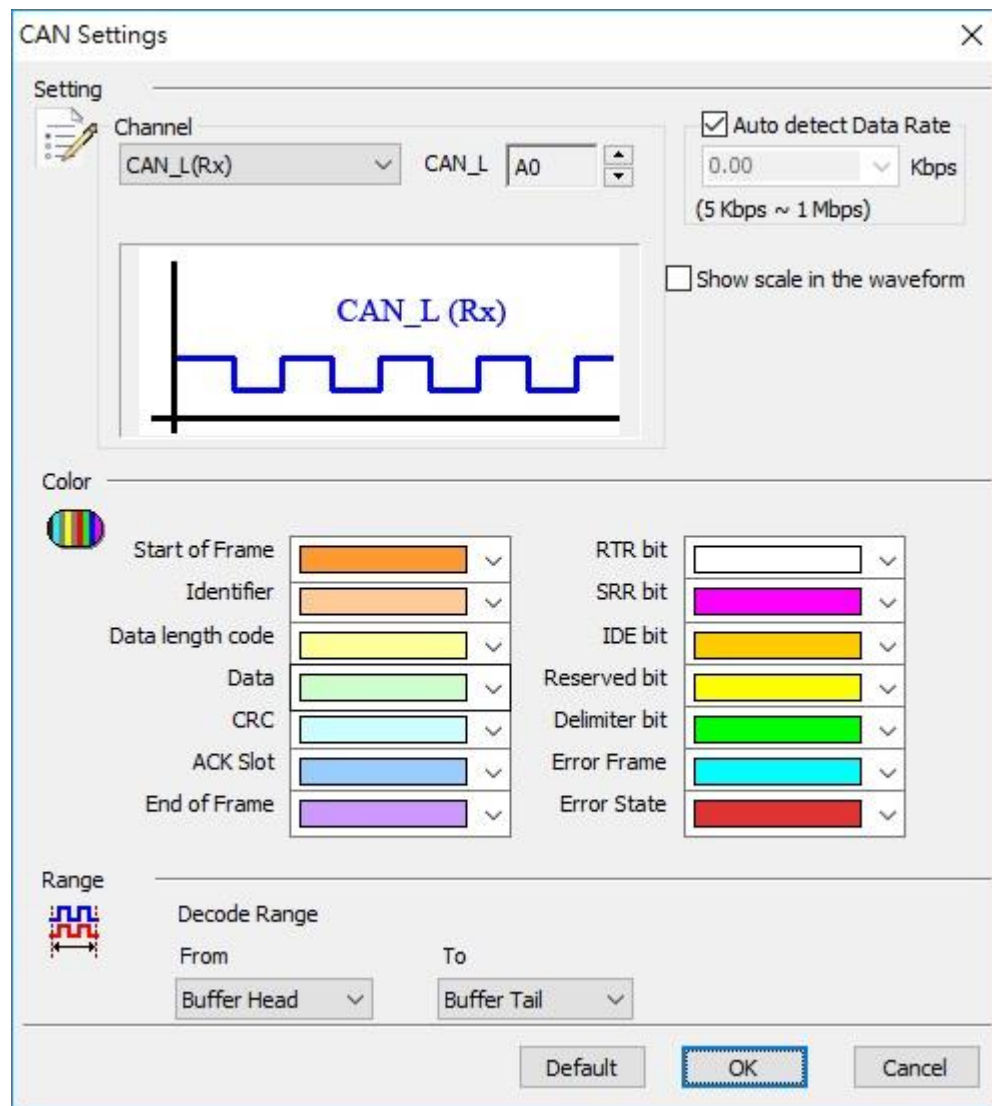 CAN Settings
Setting
Channel
CAN_L(Rx)
CAN_L
A0
Auto detect Data Rate
0.00
Kbps
(5 Kbps ~ 1 Mbps)
Show scale in the waveform
CAN_L (Rx)
Color
Start of Frame
RTR bit
Identifier
SRR bit
Data length code
IDE bit
Data
Reserved bit
CRC
Delimiter bit
ACK Slot
Error Frame
End of Frame
Error State
Range
Decode Range
From
To
Buffer Head
Buffer Tail
Default
OK
Cancel